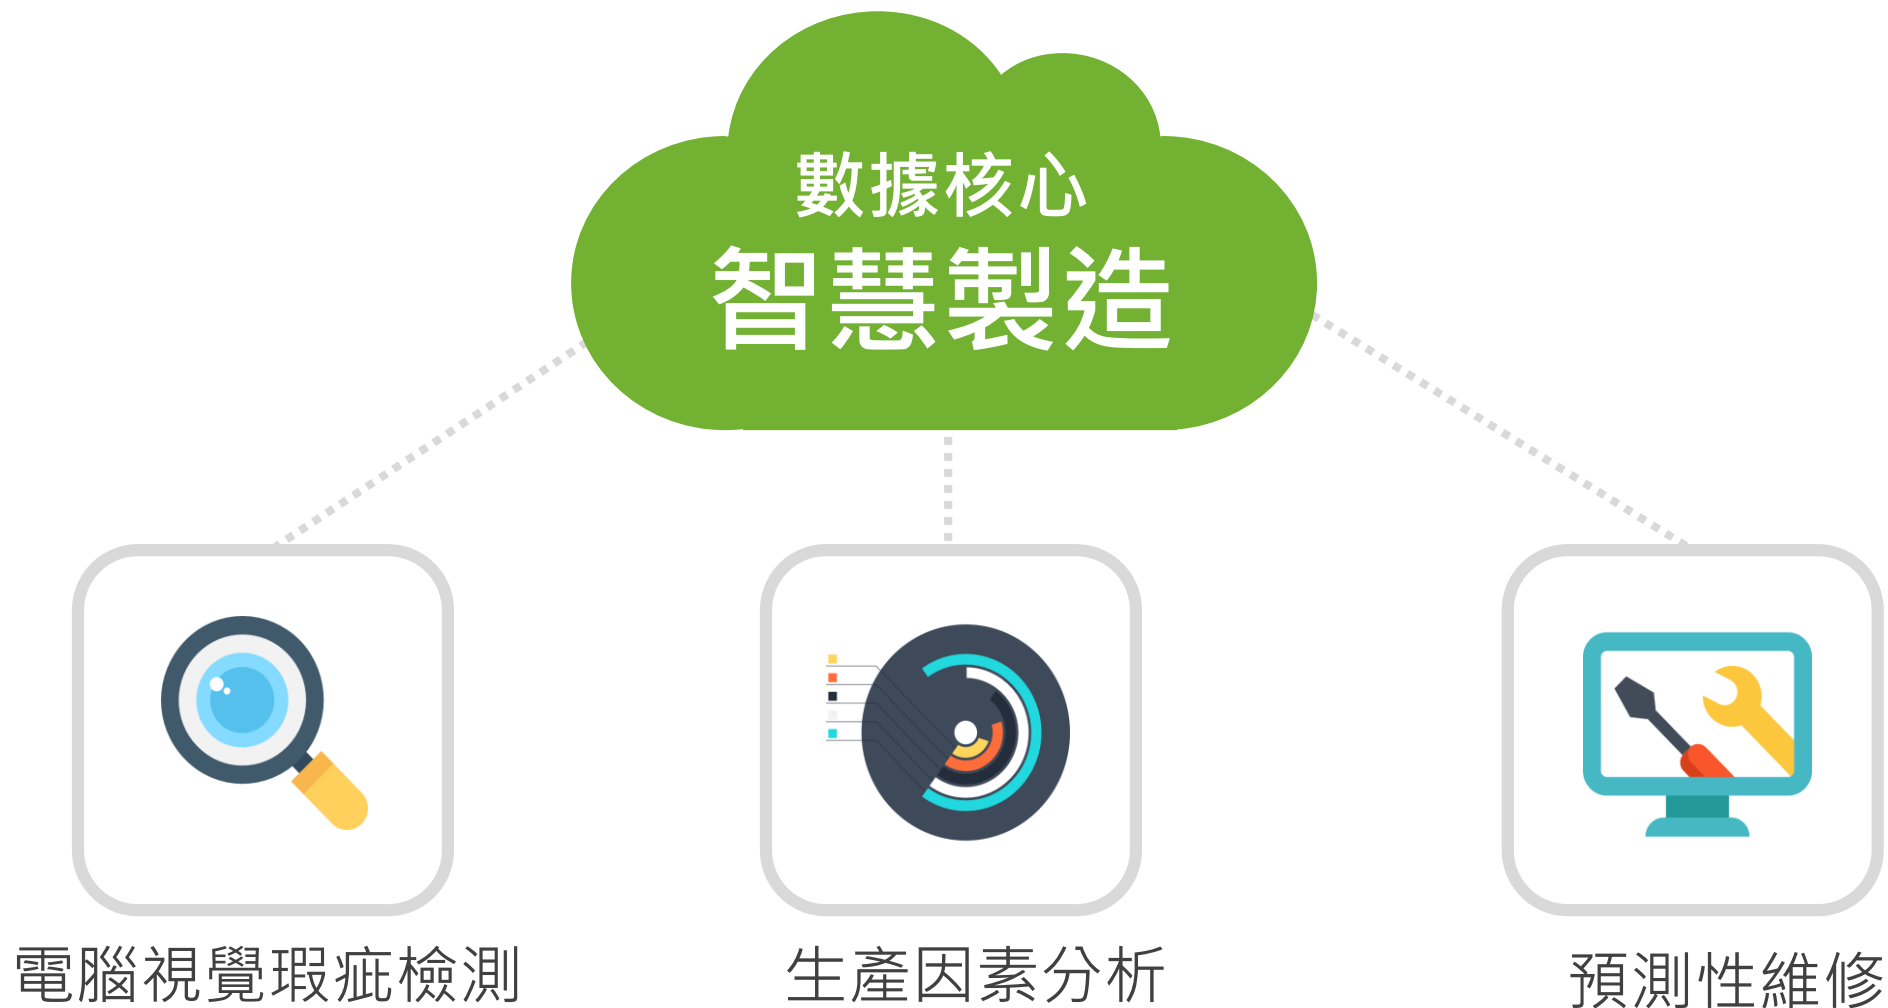 數據核心
智慧製造
電腦視覺瑕疵檢測
生產因素分析
預測性維修